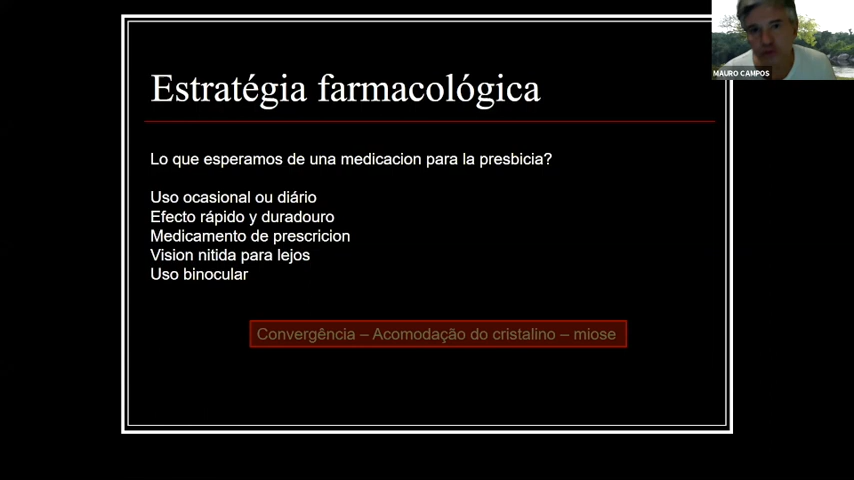 MAURO CAMPOS
Estratégia farmacológica
Lo que esperamos de una medicacion para la presbicia?
Uso ocasional ou diário
Efecto rápido y duradouro
Medicamento de prescricion
Vision nitida para lejos
Uso binocular
Convergência – Acomodação do cristalino – miose